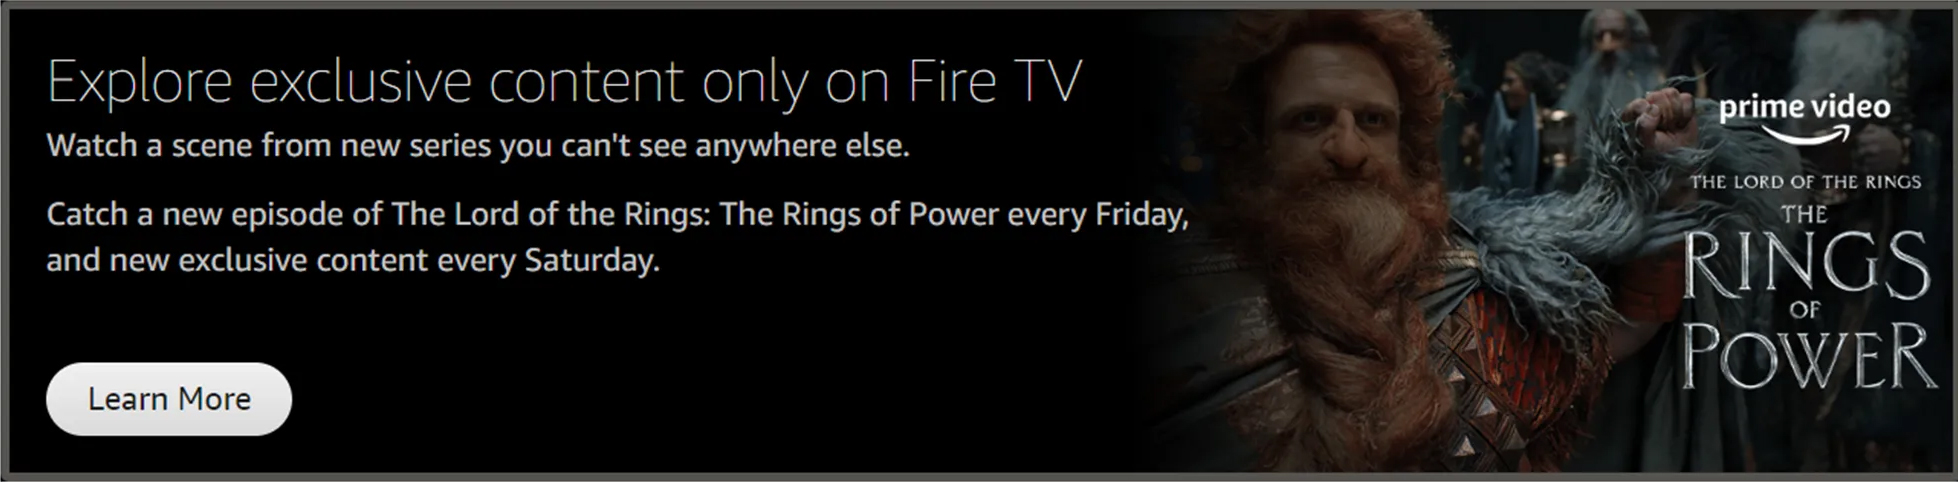 Explore exclusive content only on Fire TV
Watch a scene from new series you can't see anywhere else.
Catch a new episode of The Lord of the Rings: The Rings of Power every Friday,
and new exclusive content every Saturday.
Learn More
prime video
THE LORD OF THE RINGS
THE
RINGS
OF
POWER